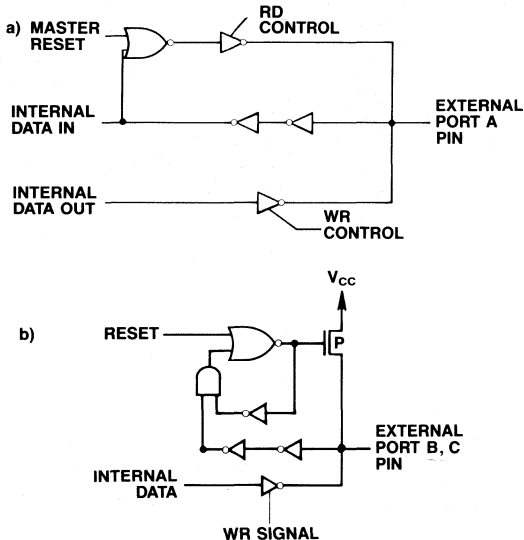 a)
MASTER
RESET
RD
CONTROL
INTERNAL
DATA IN
EXTERNAL
PORT A
PIN
INTERNAL
DATA OUT
WR
CONTROL
b)
VCC
RESET
P
EXTERNAL
PORT B, C
PIN
INTERNAL
DATA
WR SIGNAL